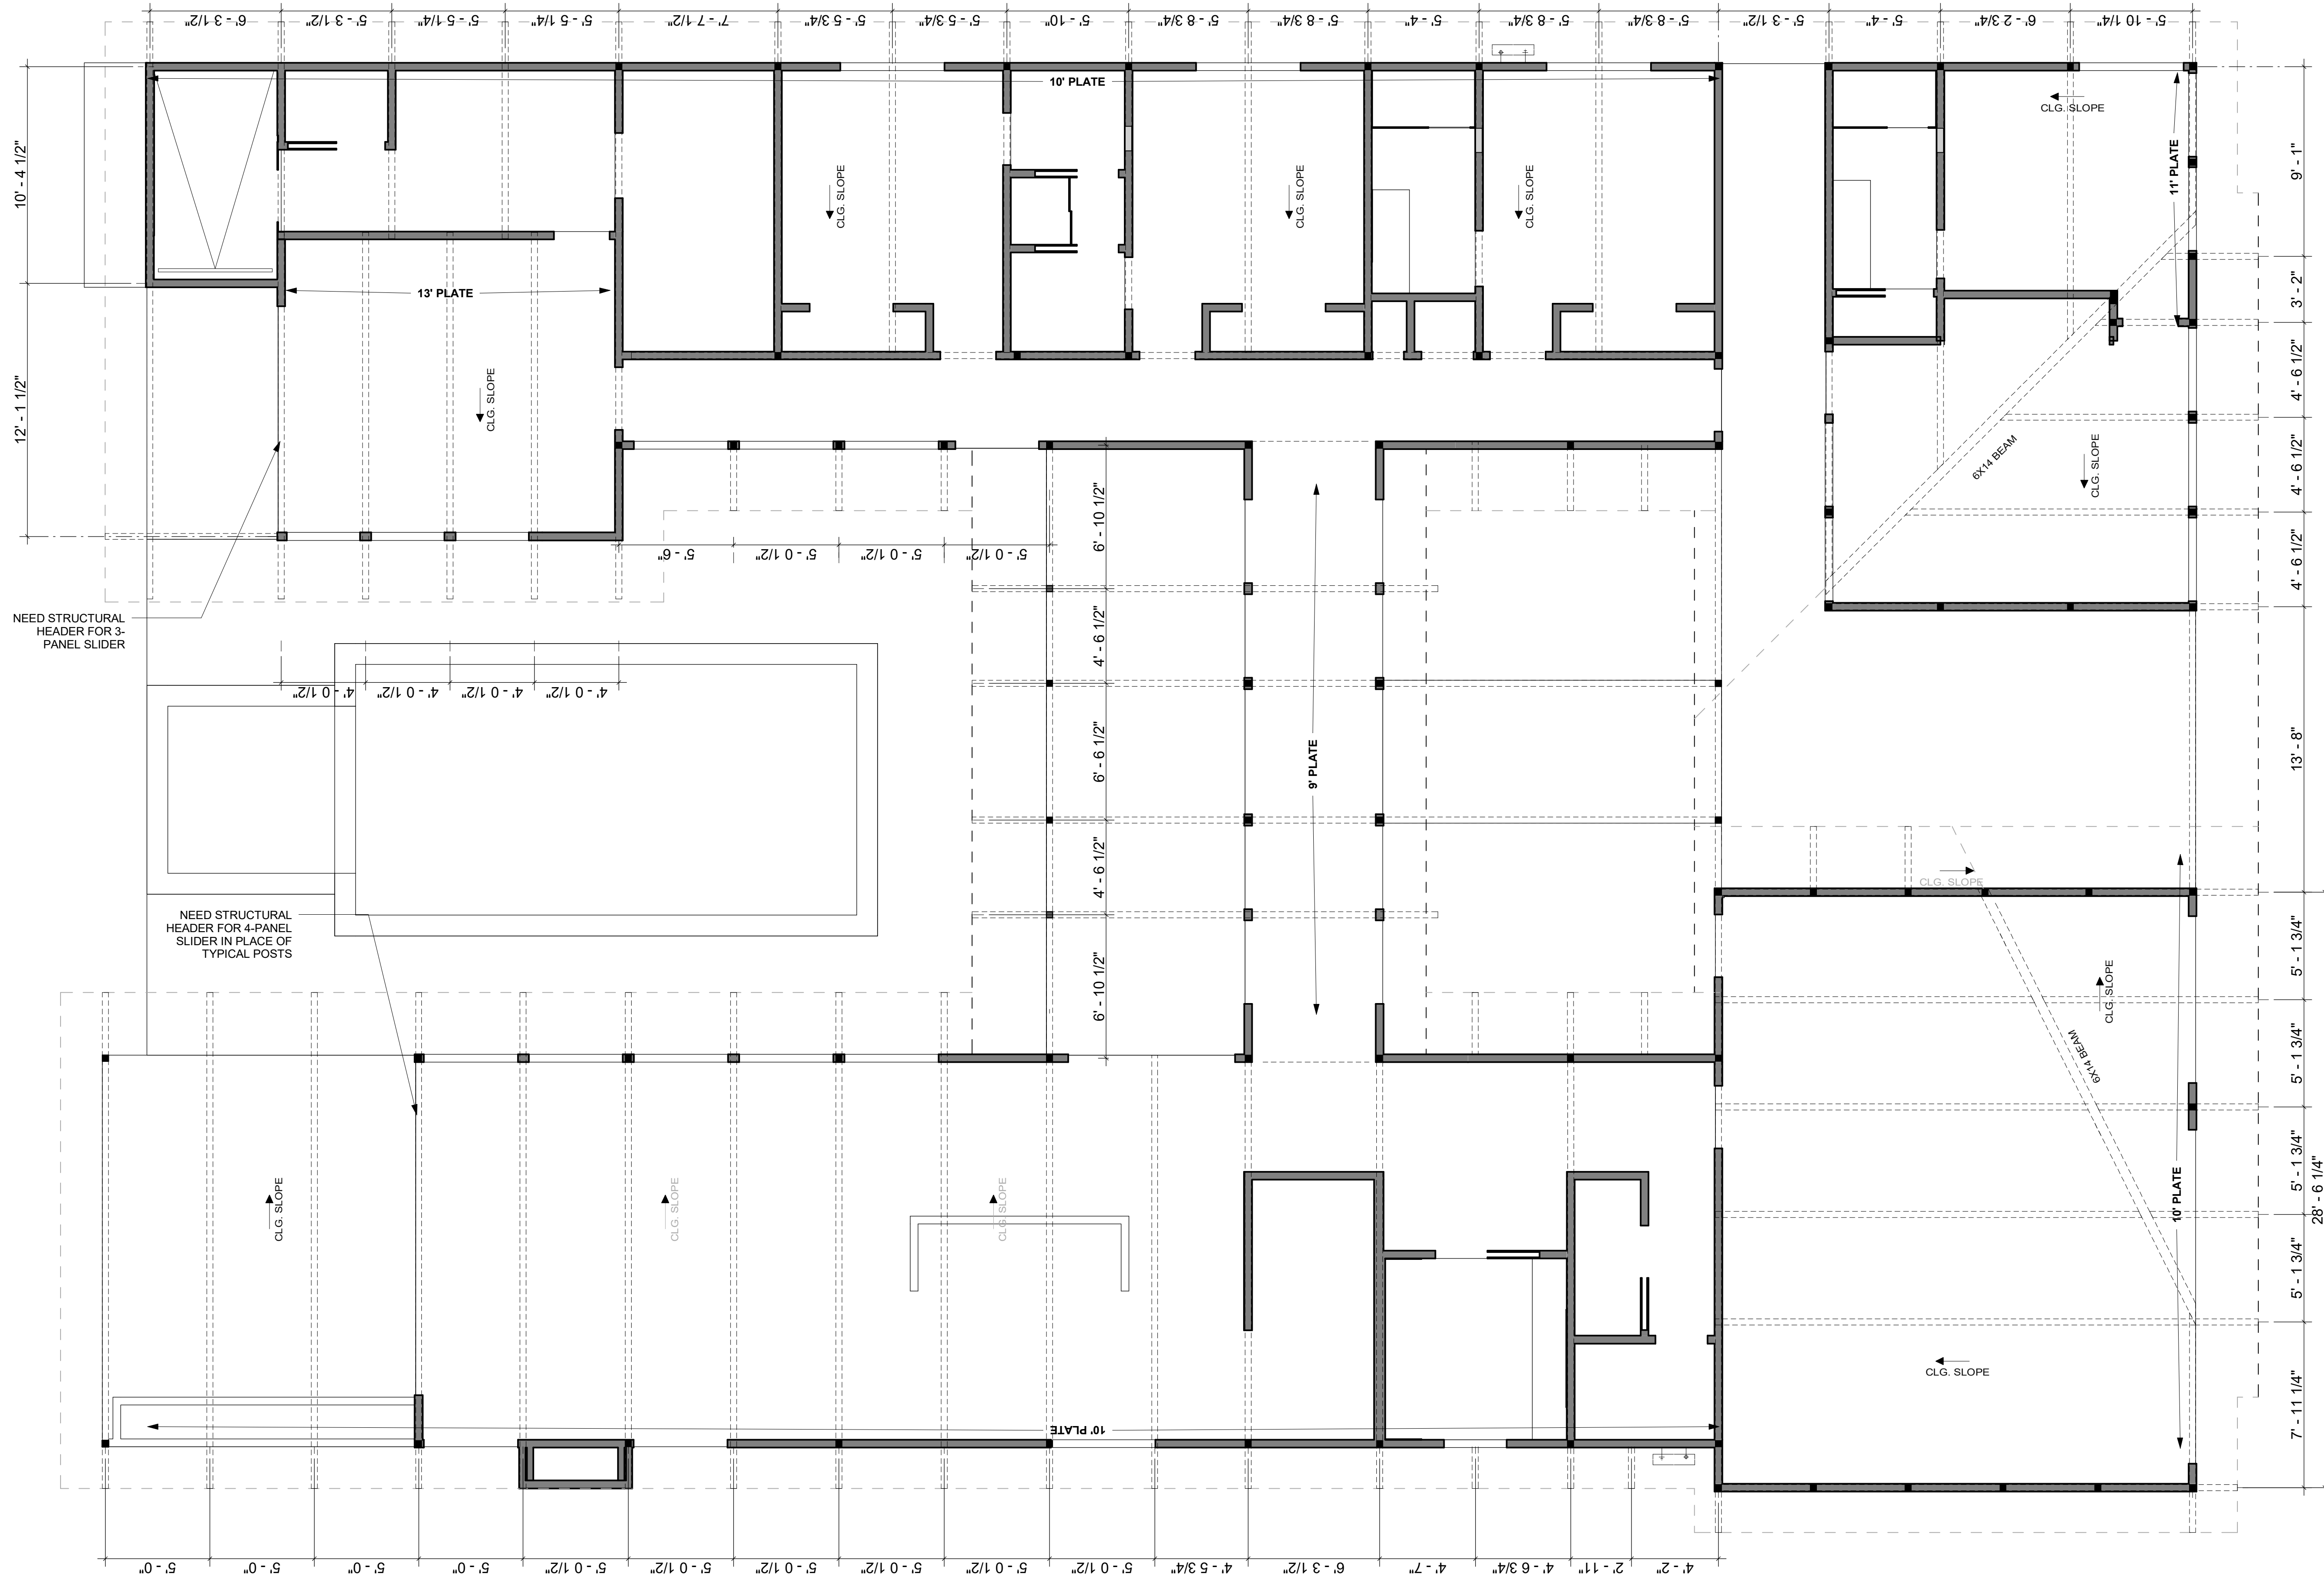 6' - 3 1/2"
5' - 3 1/2"
5' - 5 1/4"
5' - 5 1/4"
7' - 7 1/2"
5' - 5 3/4"
5' - 5 3/4"
5' - 10"
5' - 8 3/4"
5' - 8 3/4"
5' - 4"
5' - 8 3/4"
5' - 8 3/4"
5' - 3 1/2"
5' - 4"
6' - 2 3/4"
5' - 10 1/4"
10' PLATE
CLG. SLOPE
10' - 4 1/2"
11' PLATE
9' - 1"
CLG. SLOPE
CLG. SLOPE
CLG. SLOPE
13' PLATE
3' - 2"
12' - 1 1/2"
CLG. SLOPE
4' - 6 1/2"
6X14 BEAM
CLG. SLOPE
4' - 6 1/2"
4' - 6 1/2"
6' - 10 1/2"
5' - 6"
5' - 0 1/2"
5' - 0 1/2"
5' - 0 1/2"
NEED STRUCTURAL
HEADER FOR 3-
PANEL SLIDER
4' - 6 1/2"
4' - 0 1/2"
4' - 0 1/2"
4' - 0 1/2"
4' - 0 1/2"
6' - 6 1/2"
9' PLATE
13' - 8"
4' - 6 1/2"
CLG. SLOPE
NEED STRUCTURAL
HEADER FOR 4-PANEL
SLIDER IN PLACE OF
TYPICAL POSTS
5' - 1 3/4"
6' - 10 1/2"
CLG. SLOPE
6X14 BEAM
5' - 1 3/4"
CLG. SLOPE
CLG. SLOPE
CLG. SLOPE
10' PLATE
5' - 1 3/4"
28' - 6 1/4"
5' - 1 3/4"
CLG. SLOPE
7' - 11 1/4"
10' PLATE
5' - 0"
5' - 0"
5' - 0"
5' - 0"
5' - 0 1/2"
5' - 0 1/2"
5' - 0 1/2"
5' - 0 1/2"
5' - 0 1/2"
5' - 0 1/2"
4' - 5 3/4"
6' - 3 1/2"
4' - 7"
4' - 6 3/4"
2' - 11"
4' - 2"